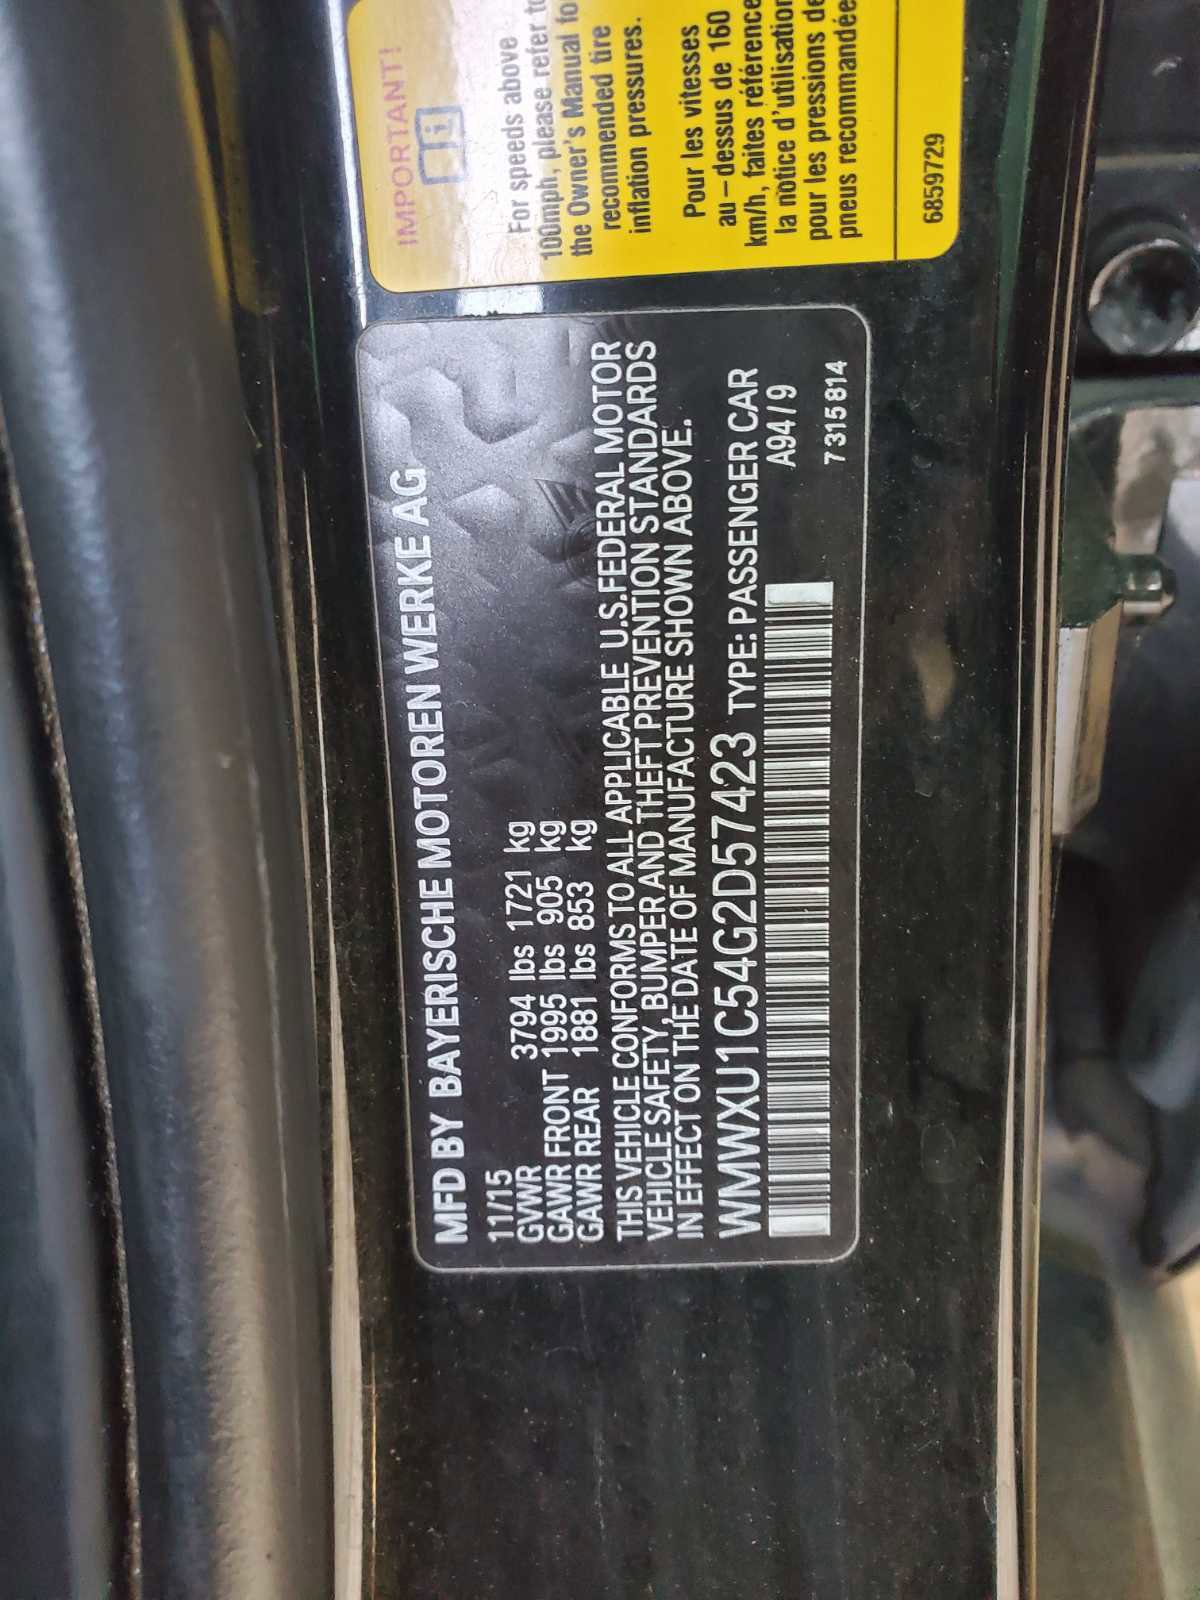 MFD BY BAYERISCHE MOTOREN WERKE AG
11/15
GVWR 3794 lbs 1721 kg
GAWR FRONT 1995 lbs 905 kg
GAWR REAR 1881 lbs 853 kg
THIS VEHICLE CONFORMS TO ALL APPLICABLE U.S.FEDERAL MOTOR
VEHICLE SAFETY, BUMPER AND THEFT PREVENTION STANDARDS
IN EFFECT ON THE DATE OF MANUFACTURE SHOWN ABOVE.
WMWXU1C54G2D57423 TYPE: PASSENGER CAR
A94/9
7315814
IMPORTANT!
i
For speeds above
100mph, please refer to
the Owner's Manual for
recommended tire
inflation pressures.
Pour les vitesses
au-dessus de 160
km/h, faites référence
la notice d'utilisation
pour les pressions de
pneus recommandées
6859729